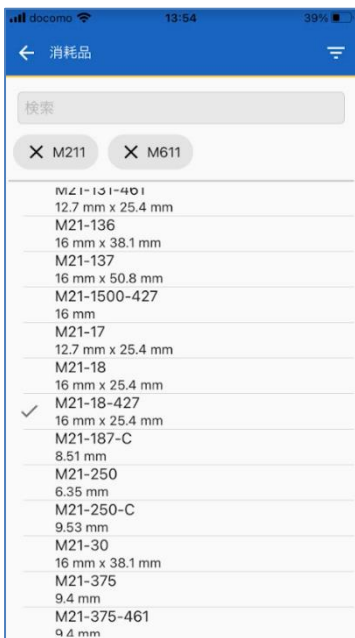 docomo 13:54 39%
消耗品
検索
M211 M611
M21-131-461
12.7 mm x 25.4 mm
M21-136
16 mm x 38.1 mm
M21-137
16 mm x 50.8 mm
M21-1500-427
16 mm
M21-17
12.7 mm x 25.4 mm
M21-18
16 mm x 25.4 mm
M21-18-427
16 mm x 25.4 mm
M21-187-C
8.51 mm
M21-250
6.35 mm
M21-250-C
9.53 mm
M21-30
16 mm x 38.1 mm
M21-375
9.4 mm
M21-375-461
9.4 mm